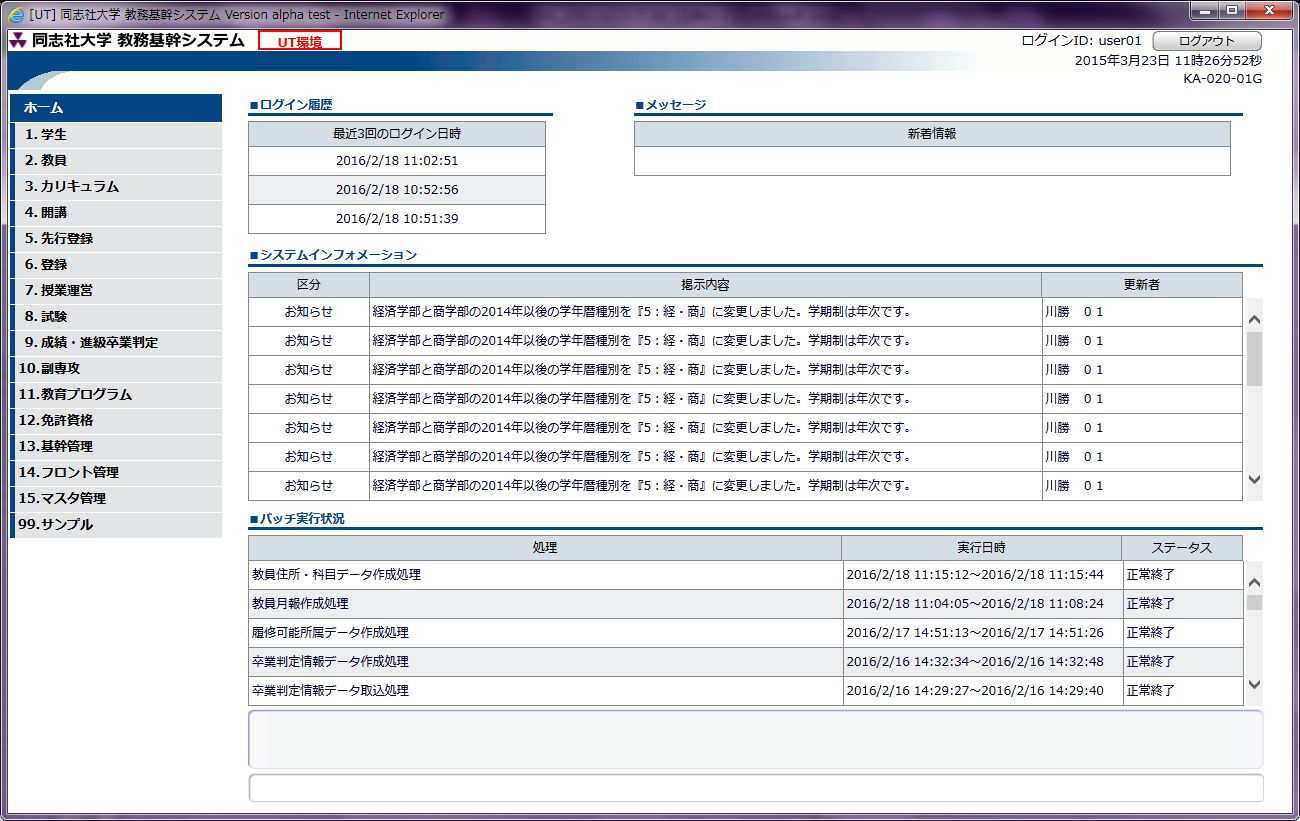 [UT] 同志社大学 教務基幹システム Version alpha test - Internet Explorer
同志社大学 教務基幹システム
UT環境
ログインID: user01
ログアウト
2015年3月23日 11時26分52秒
KA-020-01G
ホーム
1. 学生
2. 教員
3. カリキュラム
4. 開講
5. 先行登録
6. 登録
7. 授業運営
8. 試験
9. 成績・進級卒業判定
10.副専攻
11.教育プログラム
12.免許資格
13.基幹管理
14.フロント管理
15.マスタ管理
99.サンプル
■ログイン履歴
最近3回のログイン日時
2016/2/18 11:02:51
2016/2/18 10:52:56
2016/2/18 10:51:39
■メッセージ
新着情報
■システムインフォメーション
区分 掲示内容 更新者
お知らせ 経済学部と商学部の2014年以後の学年暦種別を『5：経・商』に変更しました。学期制は年次です。 川勝　０１
お知らせ 経済学部と商学部の2014年以後の学年暦種別を『5：経・商』に変更しました。学期制は年次です。 川勝　０１
お知らせ 経済学部と商学部の2014年以後の学年暦種別を『5：経・商』に変更しました。学期制は年次です。 川勝　０１
お知らせ 経済学部と商学部の2014年以後の学年暦種別を『5：経・商』に変更しました。学期制は年次です。 川勝　０１
お知らせ 経済学部と商学部の2014年以後の学年暦種別を『5：経・商』に変更しました。学期制は年次です。 川勝　０１
お知らせ 経済学部と商学部の2014年以後の学年暦種別を『5：経・商』に変更しました。学期制は年次です。 川勝　０１
お知らせ 経済学部と商学部の2014年以後の学年暦種別を『5：経・商』に変更しました。学期制は年次です。 川勝　０１
■バッチ実行状況
処理 実行日時 ステータス
教員住所・科目データ作成処理 2016/2/18 11:15:12～2016/2/18 11:15:44 正常終了
教員月報作成処理 2016/2/18 11:04:05～2016/2/18 11:08:24 正常終了
履修可能所属データ作成処理 2016/2/17 14:51:13～2016/2/17 14:51:26 正常終了
卒業判定情報データ作成処理 2016/2/16 14:32:34～2016/2/16 14:32:48 正常終了
卒業判定情報データ取込処理 2016/2/16 14:29:27～2016/2/16 14:29:40 正常終了